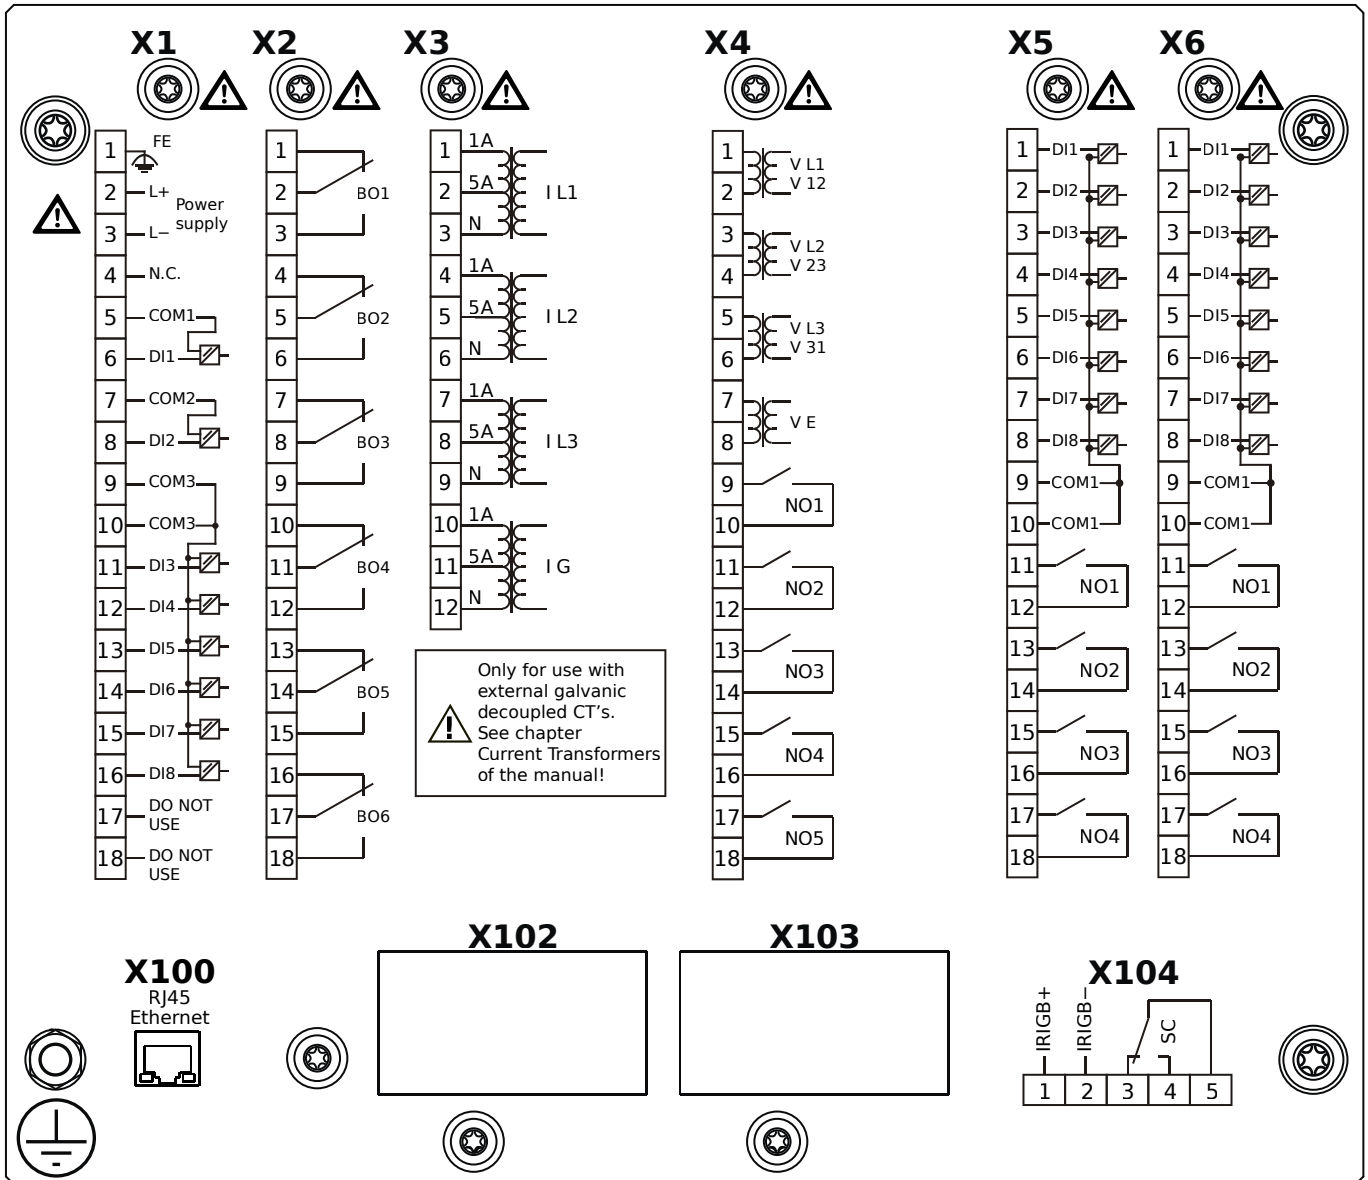 X1
X2
X3
X4
X5
X6
1 FE
2 L+
Power
supply
3 L−
4 N.C.
5 COM1
6 DI1
7 COM2
8 DI2
9 COM3
10 COM3
11 DI3
12 DI4
13 DI5
14 DI6
15 DI7
16 DI8
17 DO NOT
USE
18 DO NOT
USE
1
2 BO1
3
4
5 BO2
6
7
8 BO3
9
10
11 BO4
12
13
14 BO5
15
16
17 BO6
18
1 1A
2 5A I L1
3 N
4 1A
5 5A I L2
6 N
7 1A
8 5A I L3
9 N
10 1A
11 5A I G
12 N
Only for use with
external galvanic
decoupled CT's.
See chapter
Current Transformers
of the manual!
1 V L1
2 V 12
3 V L2
4 V 23
5 V L3
6 V 31
7 V E
8
9 NO1
10
11 NO2
12
13 NO3
14
15 NO4
16
17 NO5
18
1 DI1
2 DI2
3 DI3
4 DI4
5 DI5
6 DI6
7 DI7
8 DI8
9 COM1
10 COM1
11 NO1
12
13 NO2
14
15 NO3
16
17 NO4
18
1 DI1
2 DI2
3 DI3
4 DI4
5 DI5
6 DI6
7 DI7
8 DI8
9 COM1
10 COM1
11 NO1
12
13 NO2
14
15 NO3
16
17 NO4
18
X100
RJ45
Ethernet
X102
X103
X104
IRIGB+
IRIGB−
SC
1 2 3 4 5